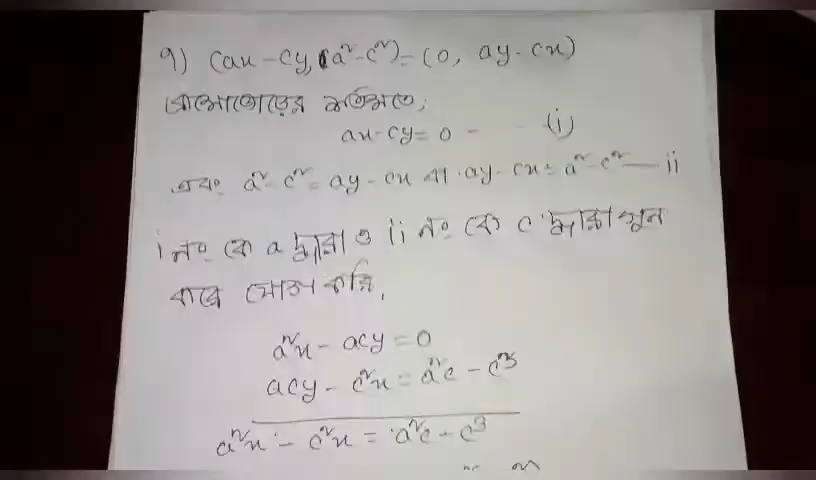 ৭) (ax - cy, a² - c²) = (0, ay - cx)
ক্রমজোড়ের শর্তমতে,
ax - cy = 0 - - (i)
এবং a² - c² = ay - cx বা ay - cx = a² - c² — ii
i নং কে a দ্বারা ও ii নং কে c দ্বারা গুন
করে যোগ করি,
a²x - acy = 0
acy - c²x = a²c - c³
a²x - c²x = a²c - c³